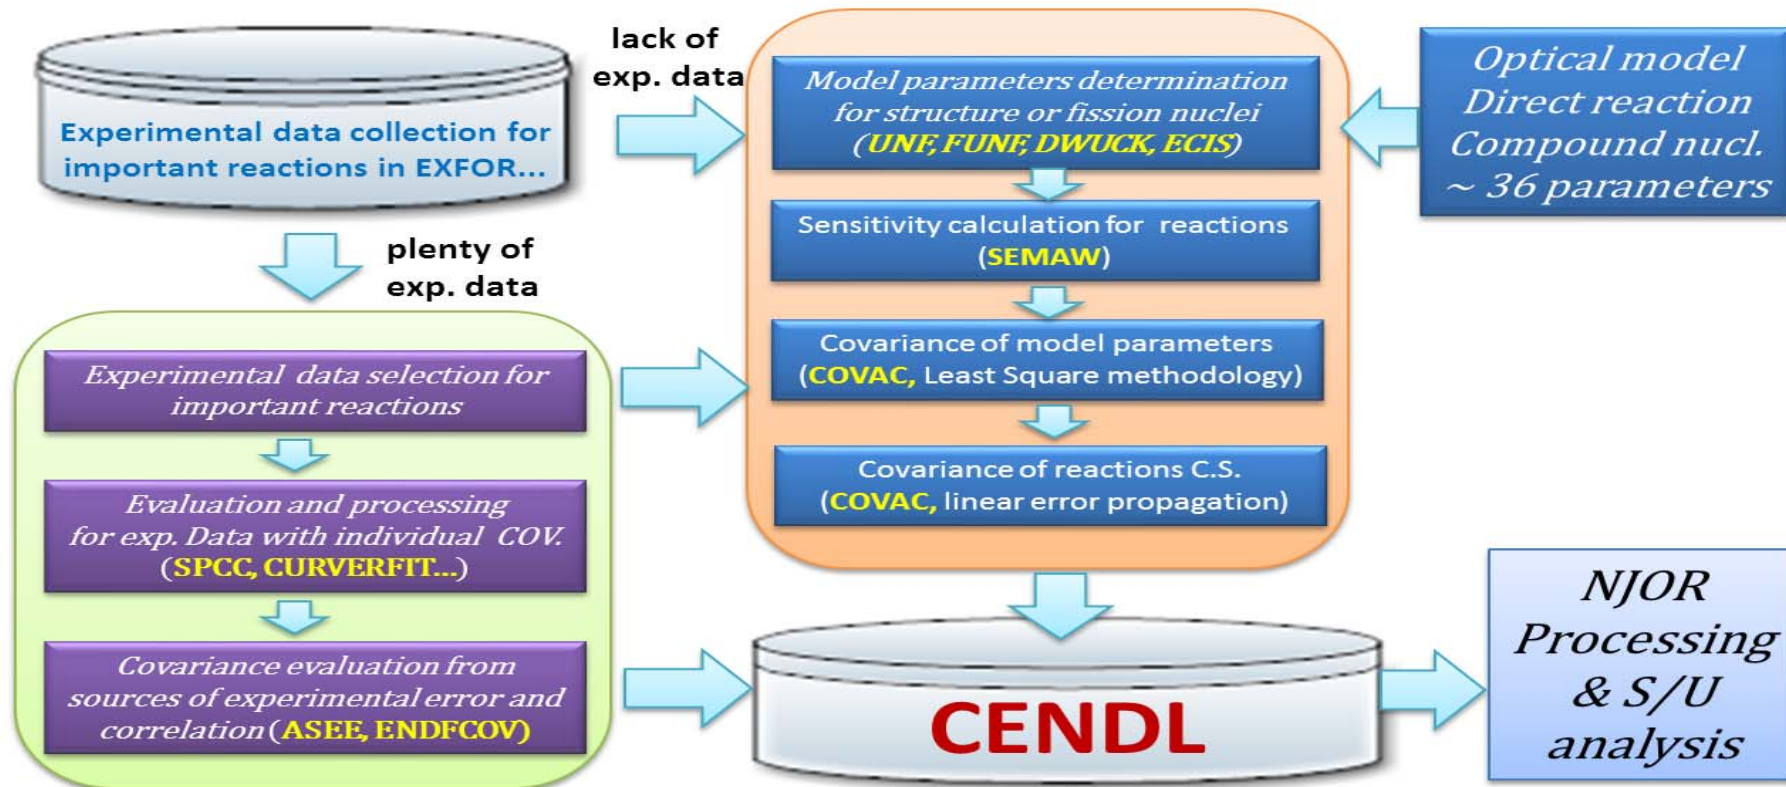 Experimental data collection for
important reactions in EXFOR...
lack of
exp. data
plenty of
exp. data
Model parameters determination
for structure or fission nuclei
(UNF, FUNF, DWUCK, ECIS)
Optical model
Direct reaction
Compound nucl.
~ 36 parameters
Sensitivity calculation for reactions
(SEMAW)
Covariance of model parameters
(COVAC, Least Square methodology)
Covariance of reactions C.S.
(COVAC, linear error propagation)
Experimental data selection for
important reactions
Evaluation and processing
for exp. Data with individual COV.
(SPCC, CURVERFIT...)
Covariance evaluation from
sources of experimental error and
correlation (ASEE, ENDFCOV)
CENDL
NJOR
Processing
& S/U
analysis